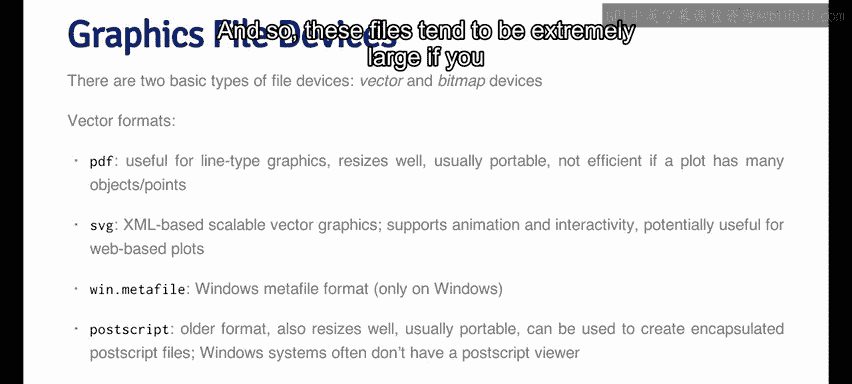 Graphics File Devices
And so, these files tend to be extremely
large if you
There are two basic types of file devices: vector and bitmap devices
Vector formats:
· pdf: useful for line-type graphics, resizes well, usually portable, not efficient if a plot has many
objects/points
· svg: XML-based scalable vector graphics; supports animation and interactivity, potentially useful for
web-based plots
· win.metafile: Windows metafile format (only on Windows)
· postscript: older format, also resizes well, usually portable, can be used to create encapsulated
postscript files; Windows systems often don't have a postscript viewer